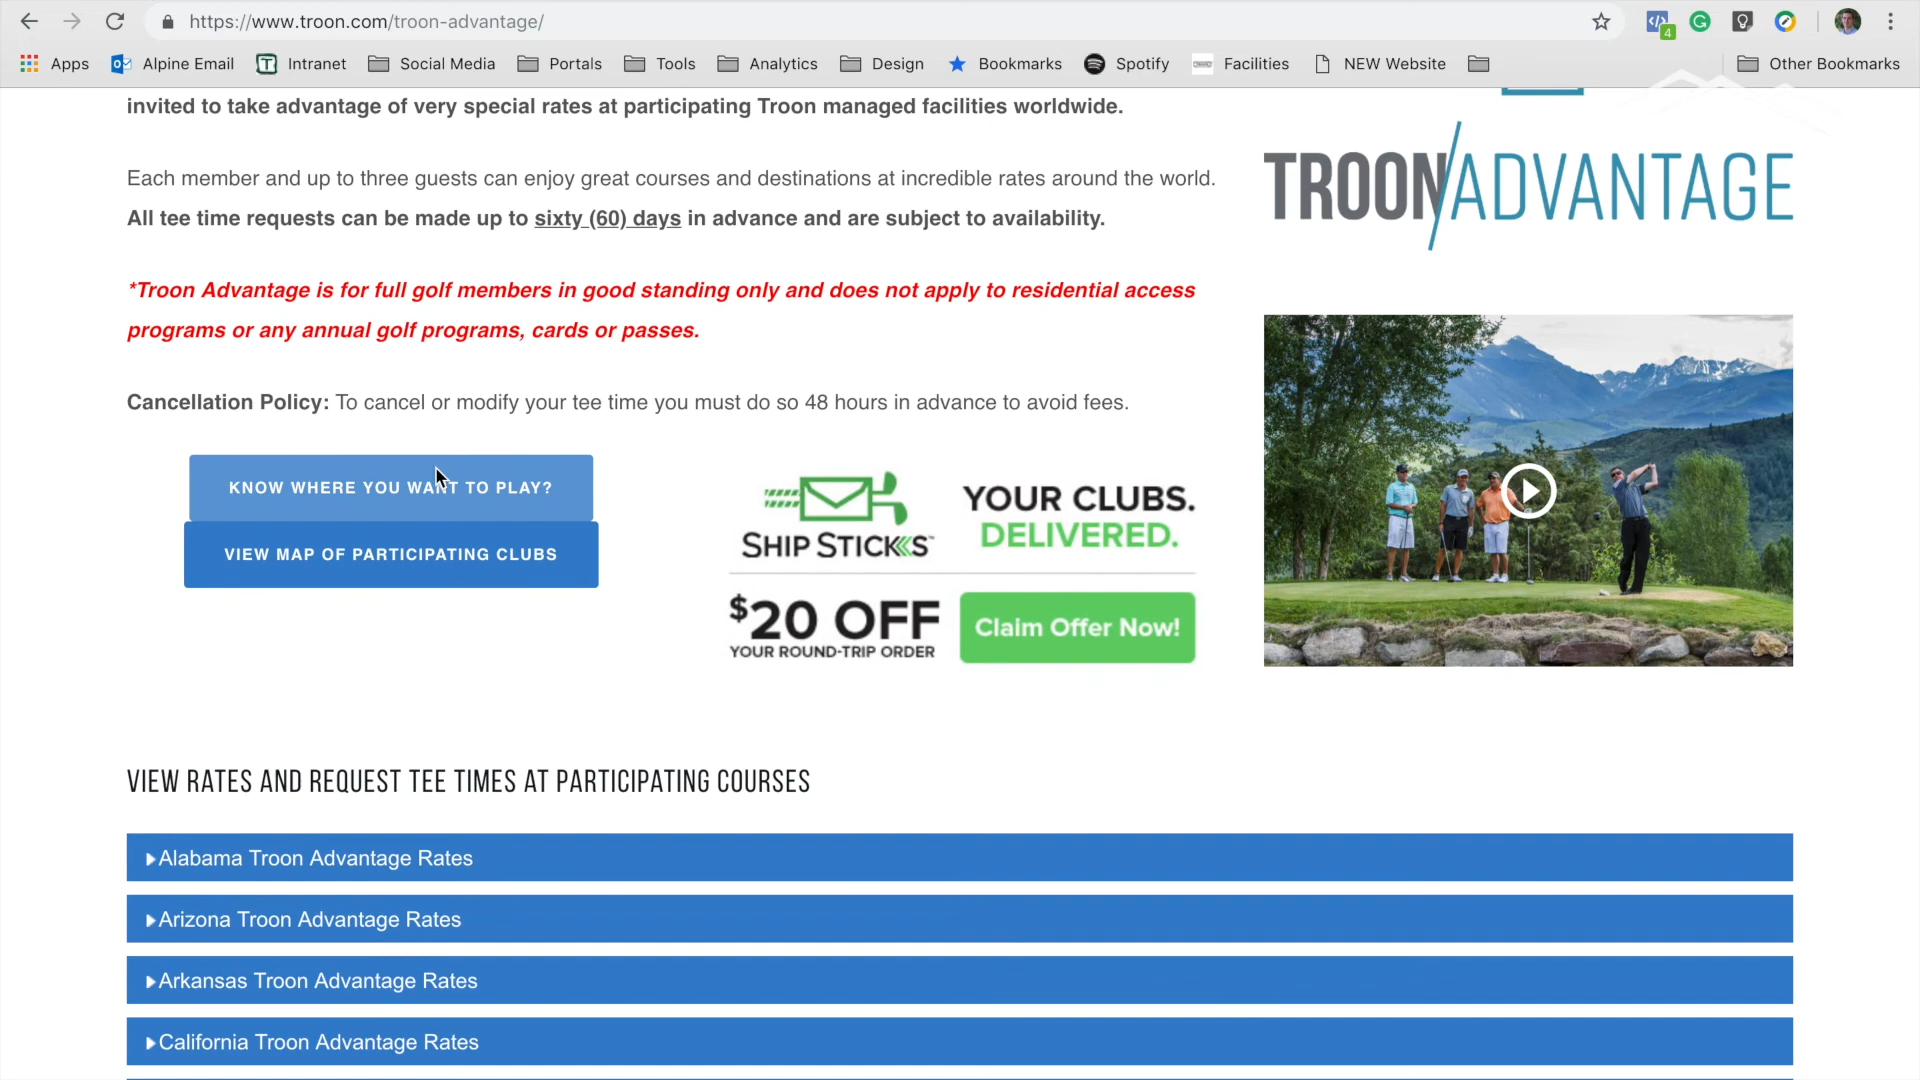 https://www.troon.com/troon-advantage/
4
Apps Alpine Email Intranet Social Media Portals Tools Analytics Design Bookmarks Spotify Facilities NEW Website Other Bookmarks
invited to take advantage of very special rates at participating Troon managed facilities worldwide.
Each member and up to three guests can enjoy great courses and destinations at incredible rates around the world.
All tee time requests can be made up to sixty (60) days in advance and are subject to availability.
*Troon Advantage is for full golf members in good standing only and does not apply to residential access
programs or any annual golf programs, cards or passes.
Cancellation Policy: To cancel or modify your tee time you must do so 48 hours in advance to avoid fees.
TROON/ADVANTAGE
KNOW WHERE YOU WANT TO PLAY?
VIEW MAP OF PARTICIPATING CLUBS
SHIP STICKS™
YOUR CLUBS.
DELIVERED.
$20 OFF
YOUR ROUND-TRIP ORDER
Claim Offer Now!
VIEW RATES AND REQUEST TEE TIMES AT PARTICIPATING COURSES
Alabama Troon Advantage Rates
Arizona Troon Advantage Rates
Arkansas Troon Advantage Rates
California Troon Advantage Rates